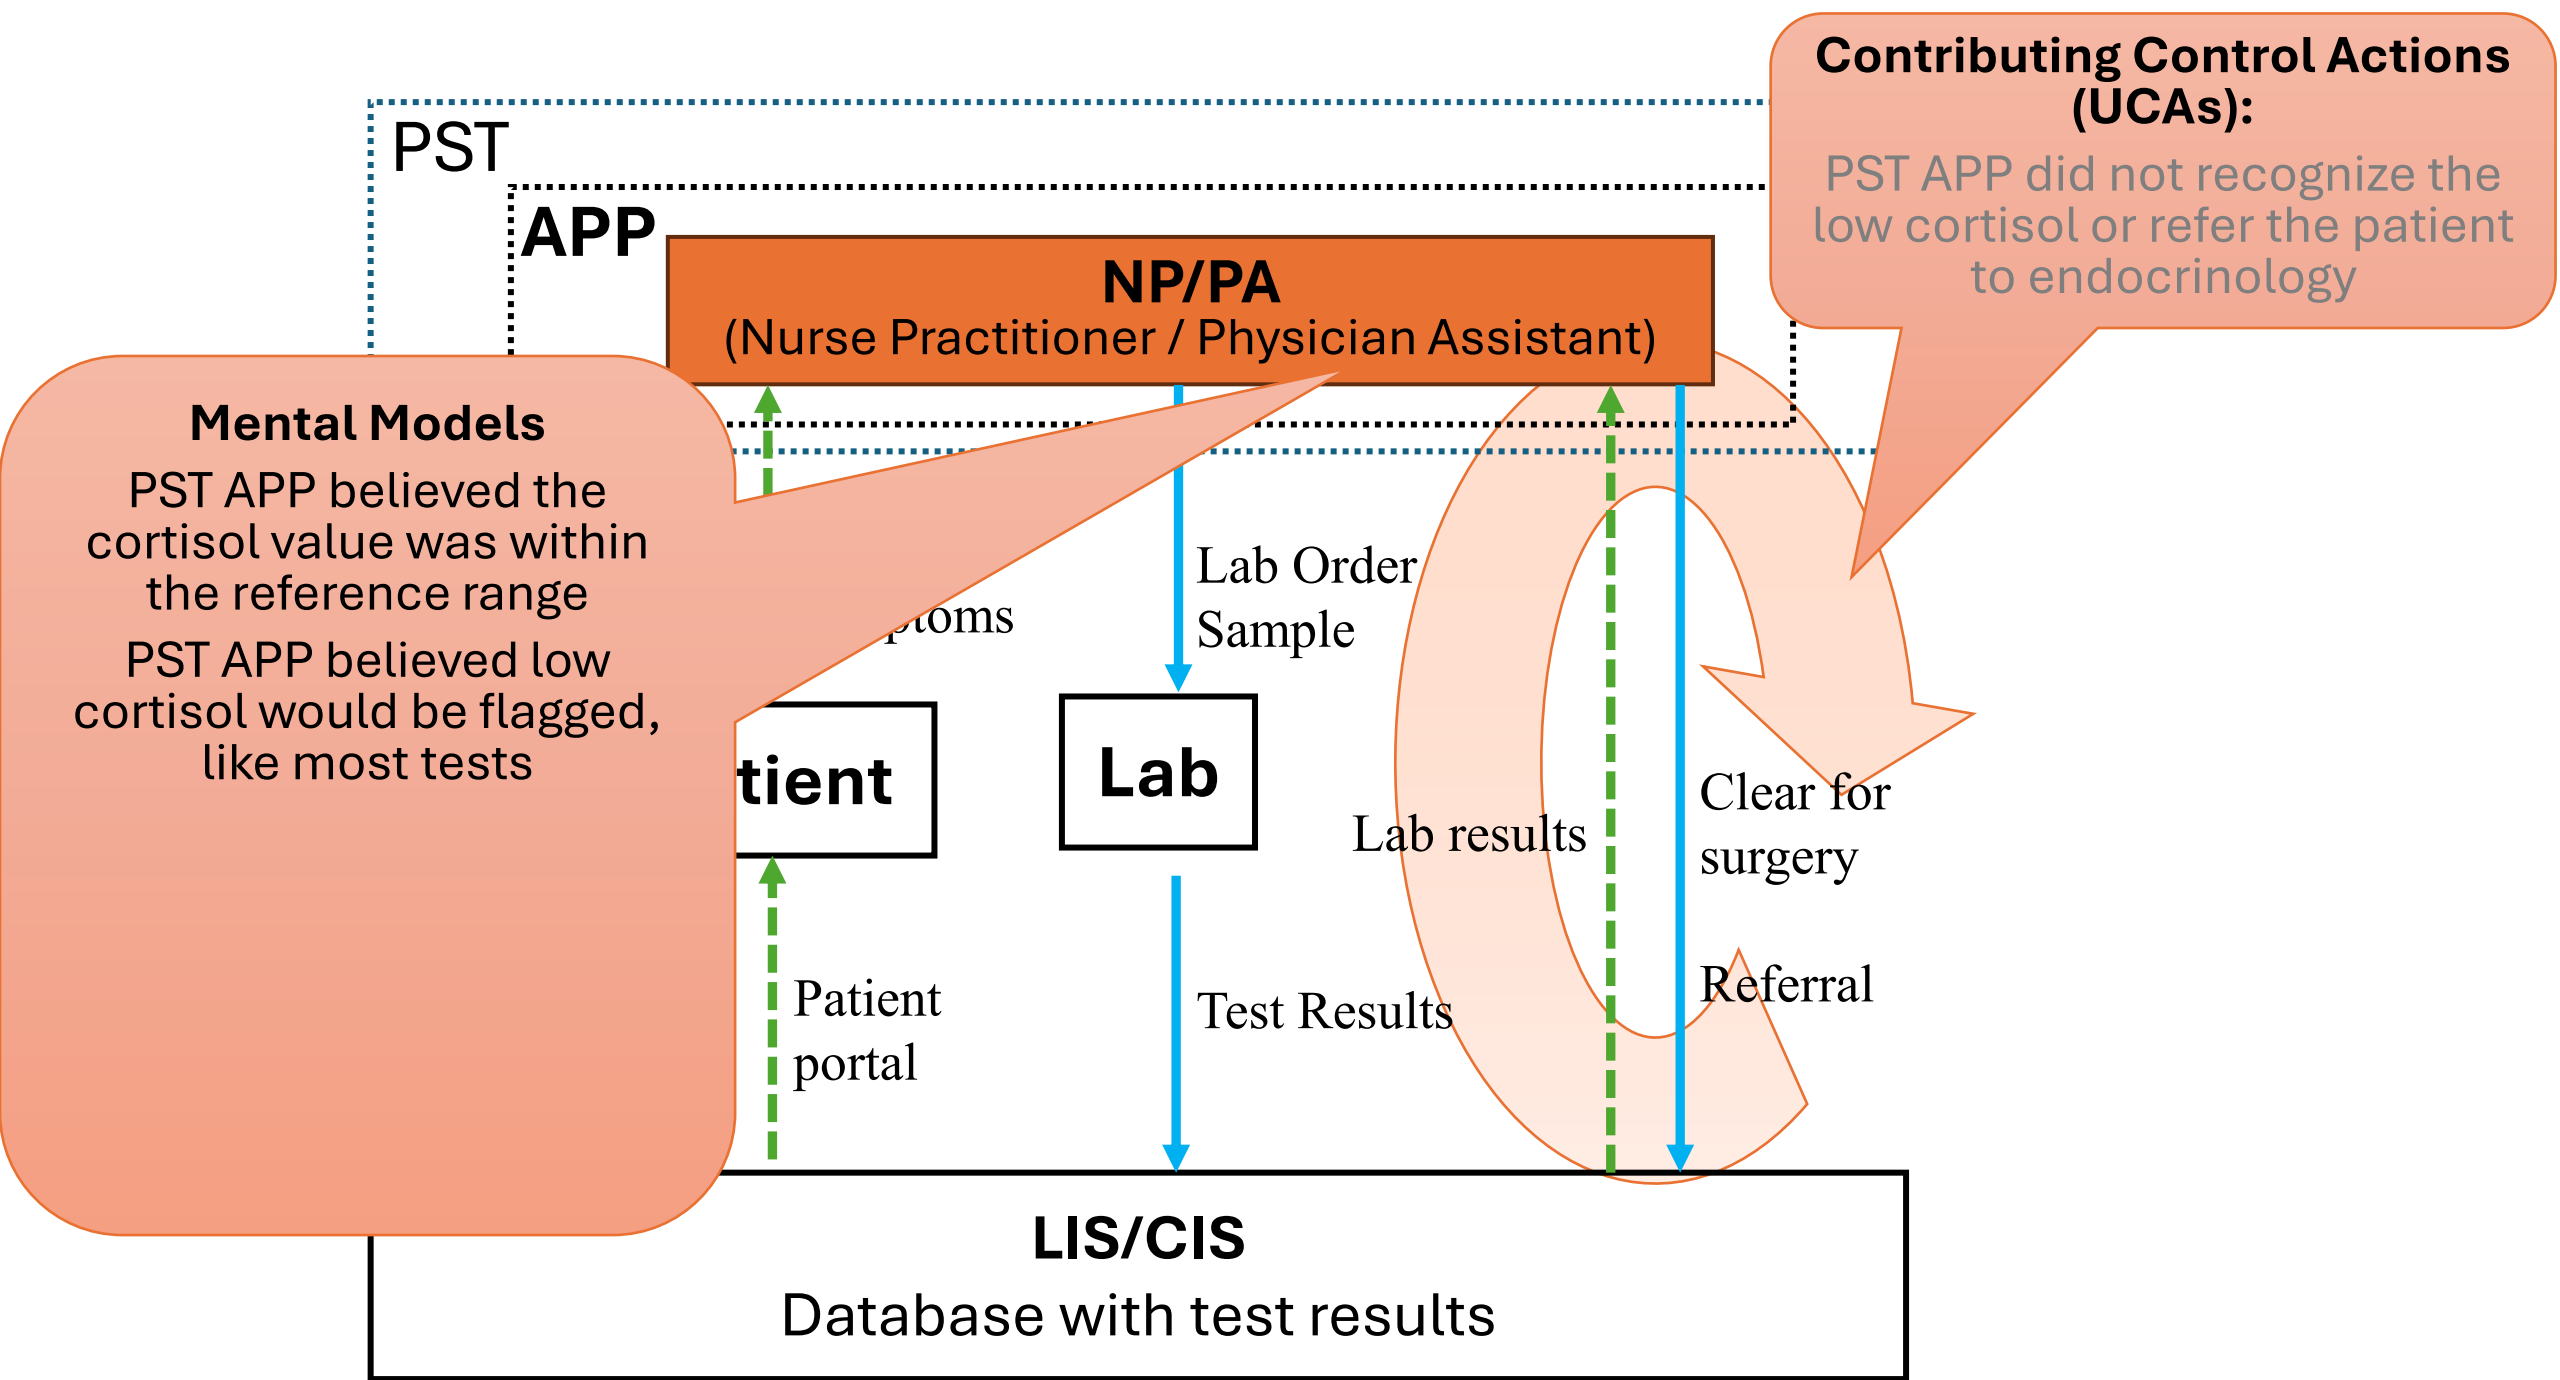 Contributing Control Actions
(UCAs):
PST APP did not recognize the
low cortisol or refer the patient
to endocrinology
PST
APP
NP/PA
(Nurse Practitioner / Physician Assistant)
Mental Models
PST APP believed the
cortisol value was within
the reference range
PST APP believed low
cortisol would be flagged,
like most tests
ptoms
Lab Order
Sample
tient
Lab
Lab results
Clear for
surgery
Referral
Patient
portal
Test Results
LIS/CIS
Database with test results